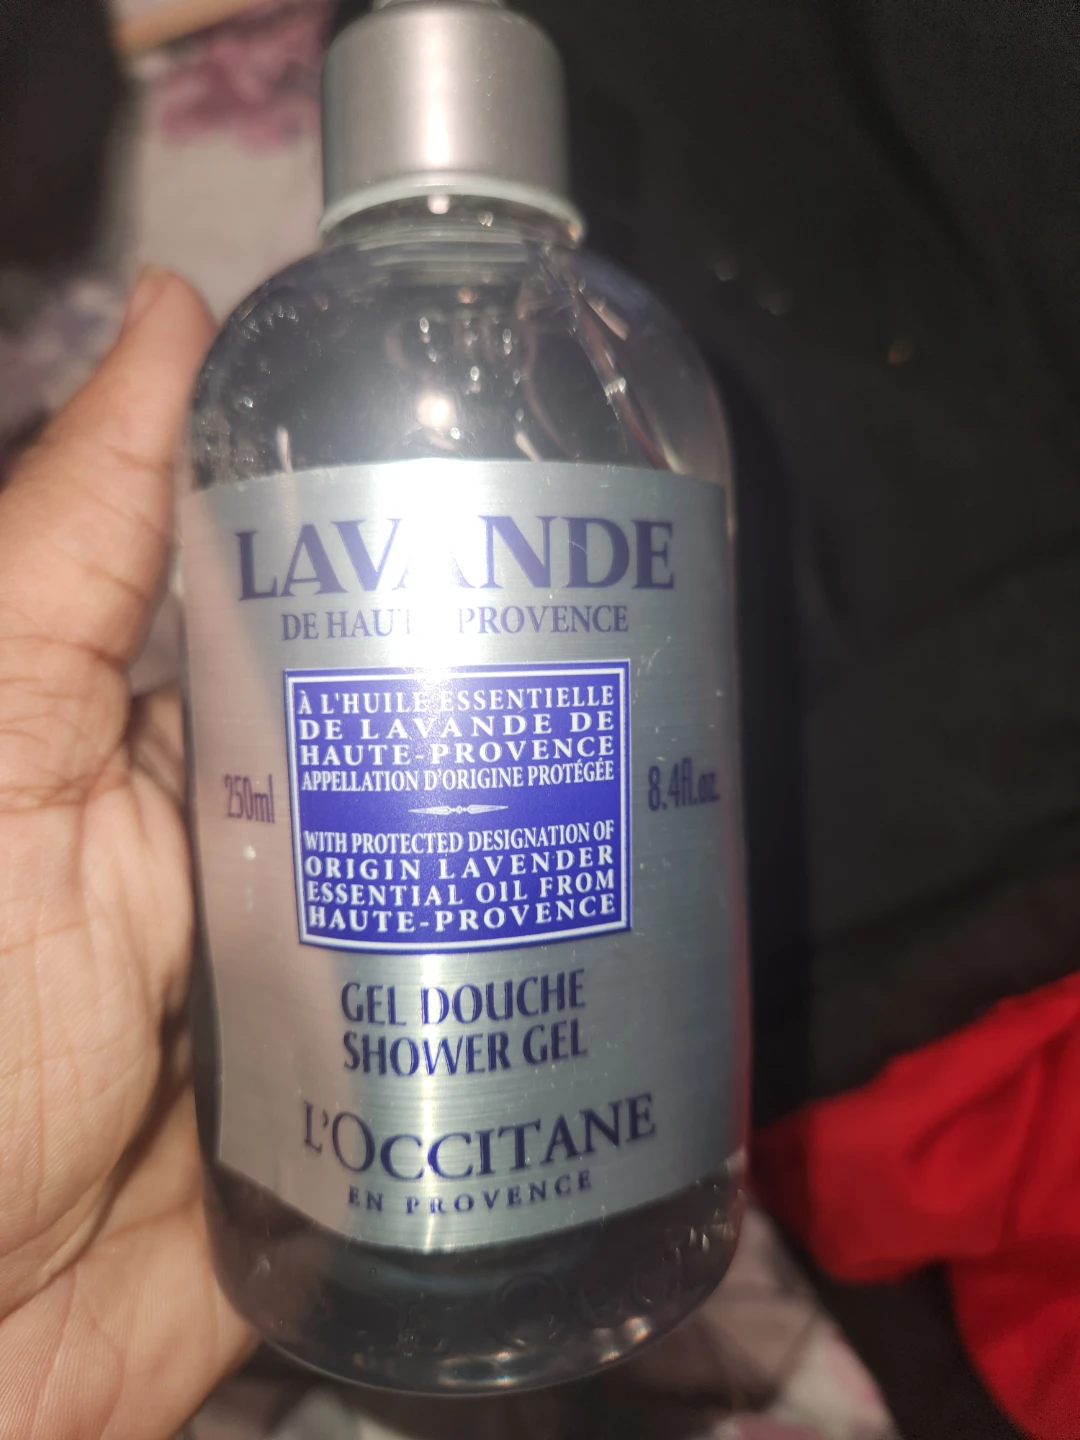 LAVANDE
DE HAUTE PROVENCE
À L'HUILE ESSENTIELLE
DE LAVANDE DE
HAUTE-PROVENCE
APPELLATION D'ORIGINE PROTÉGÉE
WITH PROTECTED DESIGNATION OF
ORIGIN LAVENDER
ESSENTIAL OIL FROM
HAUTE-PROVENCE
250ml
8.4fl.oz.
GEL DOUCHE
SHOWER GEL
L'OCCITANE
EN PROVENCE